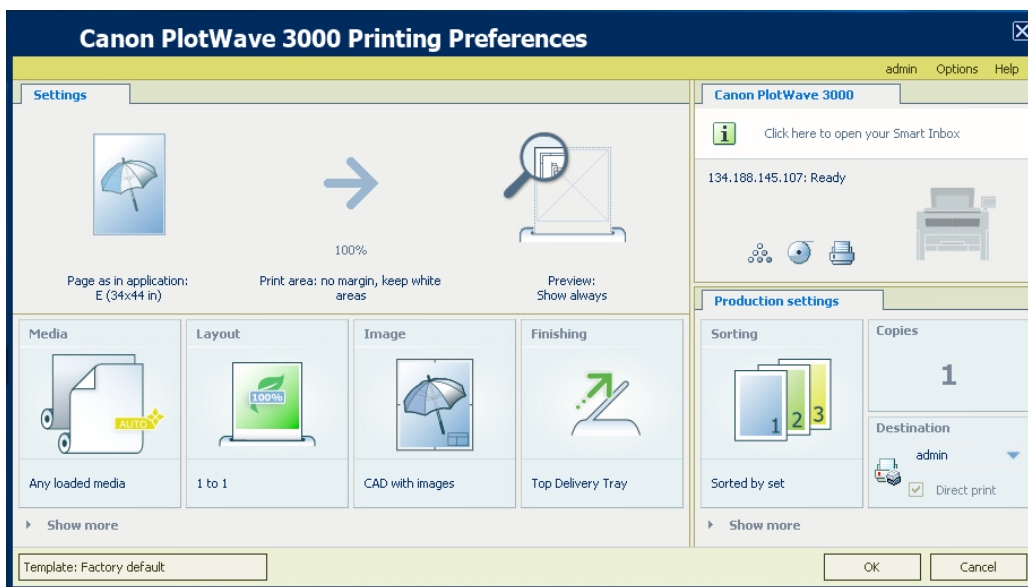 Canon PlotWave 3000 Printing Preferences
admin Options Help
Settings
100%
Page as in application:
E (34x44 in)
Print area: no margin, keep white
areas
Preview:
Show always
Canon PlotWave 3000
i
Click here to open your Smart Inbox
134.188.145.107: Ready
Media
AUTO
Any loaded media
Layout
100%
1 to 1
Image
CAD with images
Finishing
Top Delivery Tray
Show more
Production settings
Sorting
1 2 3
Sorted by set
Copies
1
Destination
admin
Direct print
Show more
Template: Factory default
OK Cancel